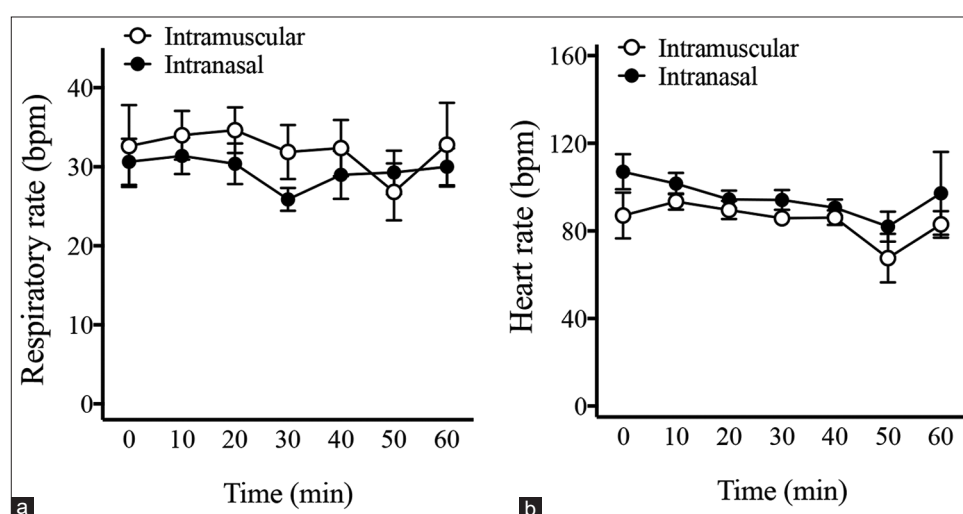 Intramuscular
Intranasal
Respiratory rate (bpm)
40
30
20
10
0
0 10 20 30 40 50 60
Time (min)
a
Intramuscular
Intranasal
Heart rate (bpm)
160
120
80
40
0
0 10 20 30 40 50 60
Time (min)
b